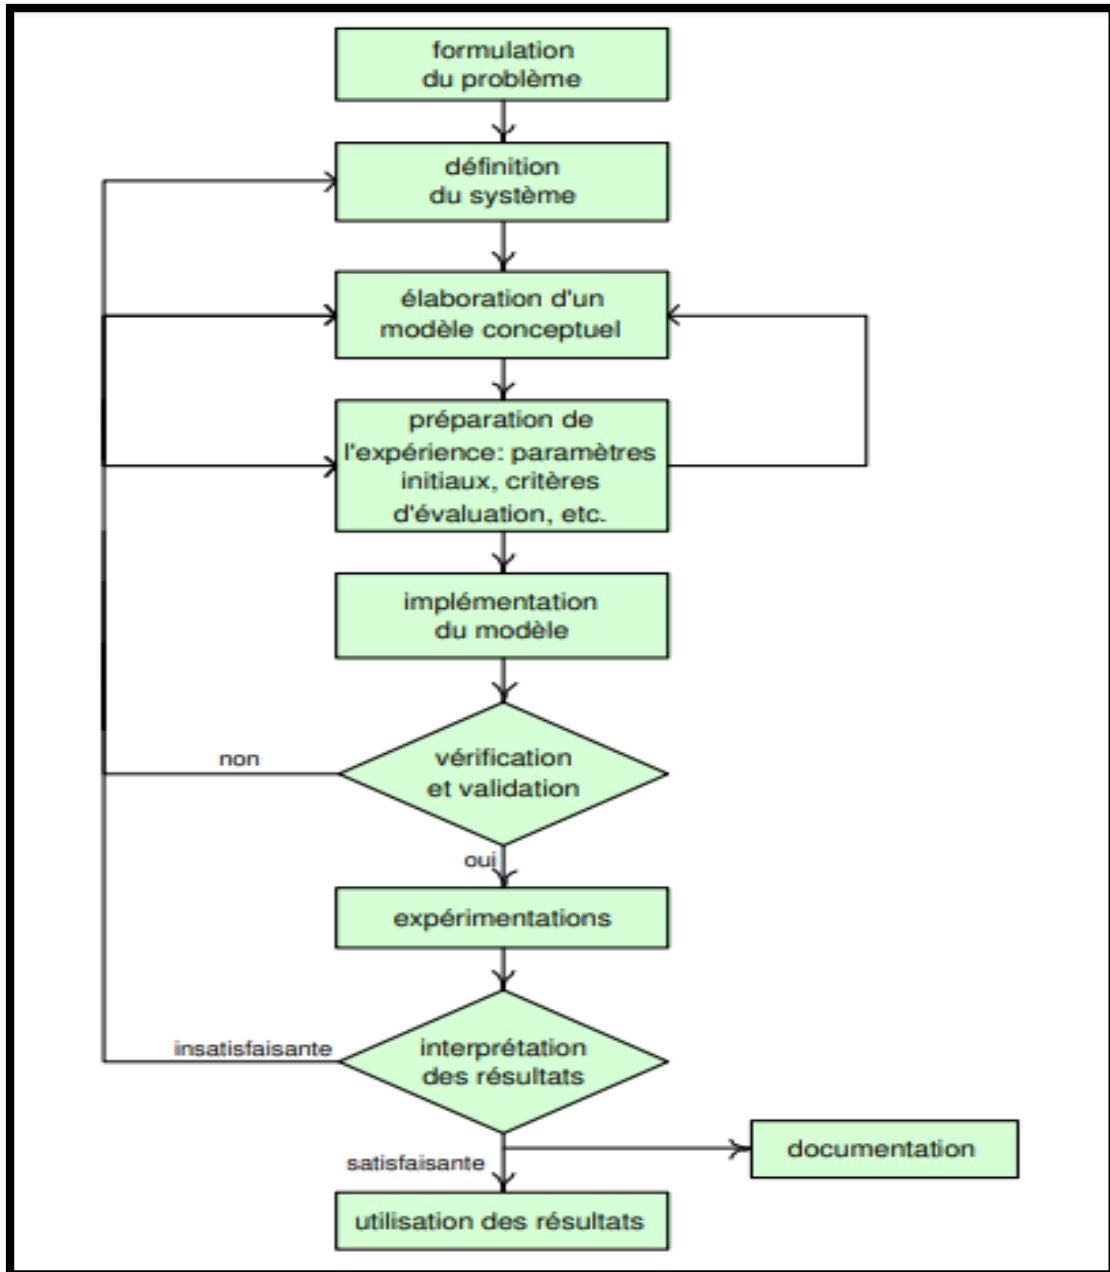 formulation
du problème
définition
du système
élaboration d'un
modèle conceptuel
préparation de
l'expérience: paramètres
initiaux, critères
d'évaluation, etc.
implémentation
du modèle
non
vérification
et validation
oui
expérimentations
insatisfaisante
interprétation
des résultats
documentation
satisfaisante
utilisation des résultats